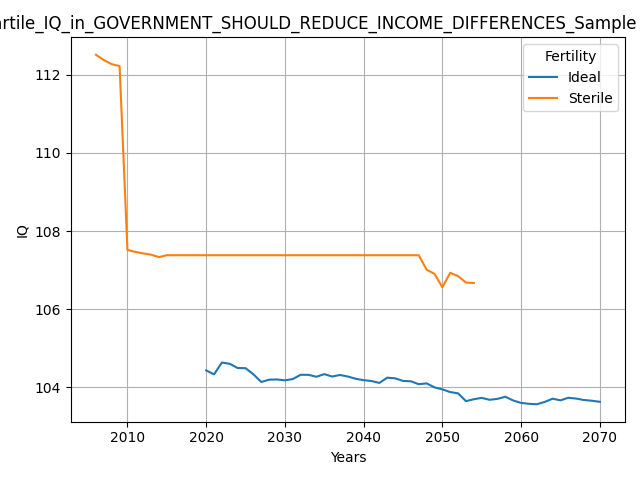 rtile_IQ_in_GOVERNMENT_SHOULD_REDUCE_INCOME_DIFFERENCES_Sample
Fertility
Ideal
Sterile
112
110
108
106
104
IQ
2010 2020 2030 2040 2050 2060 2070
Years